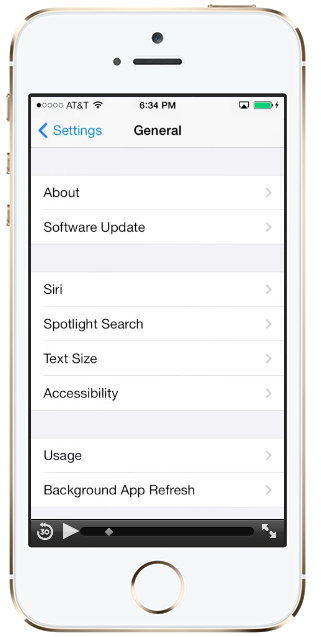 AT&T 6:34 PM
Settings General
About
Software Update
Siri
Spotlight Search
Text Size
Accessibility
Usage
Background App Refresh
30